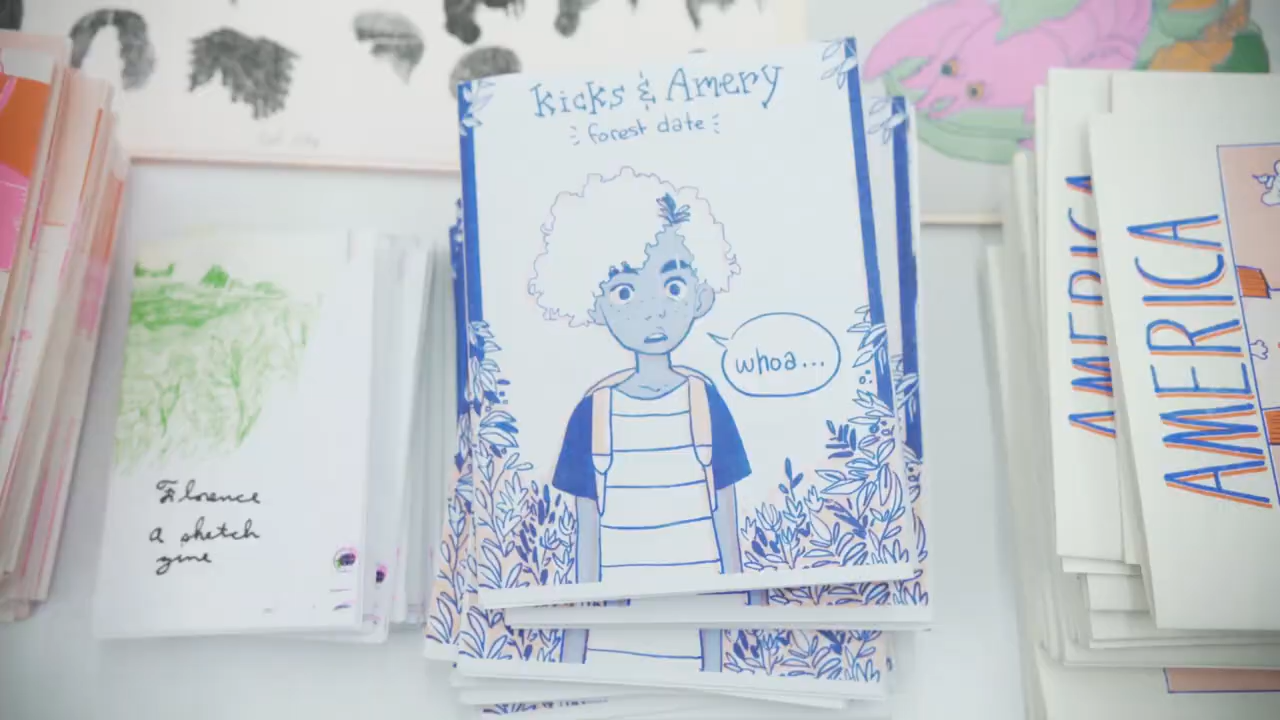 Kicks & Amery
forest date
whoa...
Florence
a sketch
zine
AMERICA
AMERICA